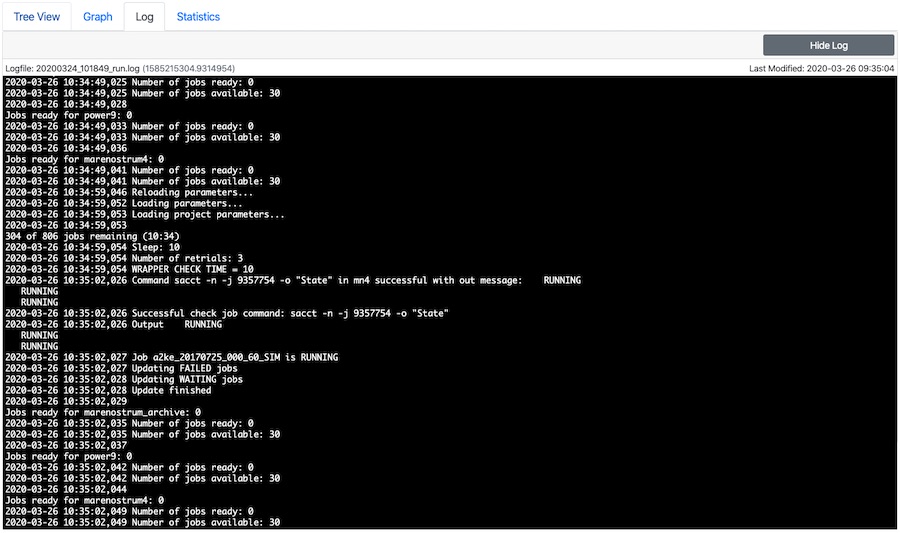 Tree View Graph Log Statistics
Hide Log
Logfile: 20200324_101849_run.log (1585215304.9314954) Last Modified: 2020-03-26 09:35:04
2020-03-26 10:34:49,025 Number of jobs ready: 0
2020-03-26 10:34:49,025 Number of jobs available: 30
2020-03-26 10:34:49,028
Jobs ready for power9: 0
2020-03-26 10:34:49,033 Number of jobs ready: 0
2020-03-26 10:34:49,033 Number of jobs available: 30
2020-03-26 10:34:49,036
Jobs ready for marenostrum4: 0
2020-03-26 10:34:49,041 Number of jobs ready: 0
2020-03-26 10:34:49,041 Number of jobs available: 30
2020-03-26 10:34:59,046 Reloading parameters...
2020-03-26 10:34:59,052 Loading parameters...
2020-03-26 10:34:59,053 Loading project parameters...
2020-03-26 10:34:59,053
304 of 806 jobs remaining (10:34)
2020-03-26 10:34:59,054 Sleep: 10
2020-03-26 10:34:59,054 Number of retrials: 3
2020-03-26 10:34:59,054 WRAPPER CHECK TIME = 10
2020-03-26 10:35:02,026 Command sacct -n -j 9357754 -o "State" in mn4 successful with out message: RUNNING
RUNNING
RUNNING
2020-03-26 10:35:02,026 Successful check job command: sacct -n -j 9357754 -o "State"
2020-03-26 10:35:02,026 Output RUNNING
RUNNING
RUNNING
2020-03-26 10:35:02,027 Job a2ke_20170725_000_60_SIM is RUNNING
2020-03-26 10:35:02,027 Updating FAILED jobs
2020-03-26 10:35:02,028 Updating WAITING jobs
2020-03-26 10:35:02,028 Update finished
2020-03-26 10:35:02,029
Jobs ready for marenostrum_archive: 0
2020-03-26 10:35:02,035 Number of jobs ready: 0
2020-03-26 10:35:02,035 Number of jobs available: 30
2020-03-26 10:35:02,037
Jobs ready for power9: 0
2020-03-26 10:35:02,042 Number of jobs ready: 0
2020-03-26 10:35:02,042 Number of jobs available: 30
2020-03-26 10:35:02,044
Jobs ready for marenostrum4: 0
2020-03-26 10:35:02,049 Number of jobs ready: 0
2020-03-26 10:35:02,049 Number of jobs available: 30